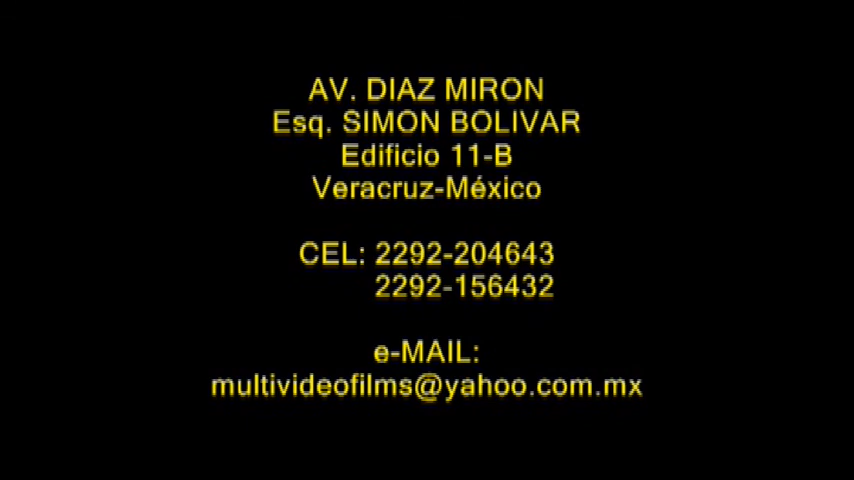 AV. DIAZ MIRON
Esq. SIMON BOLIVAR
Edificio 11-B
Veracruz-México
CEL: 2292-204643
2292-156432
e-MAIL:
multivideofilms@yahoo.com.mx